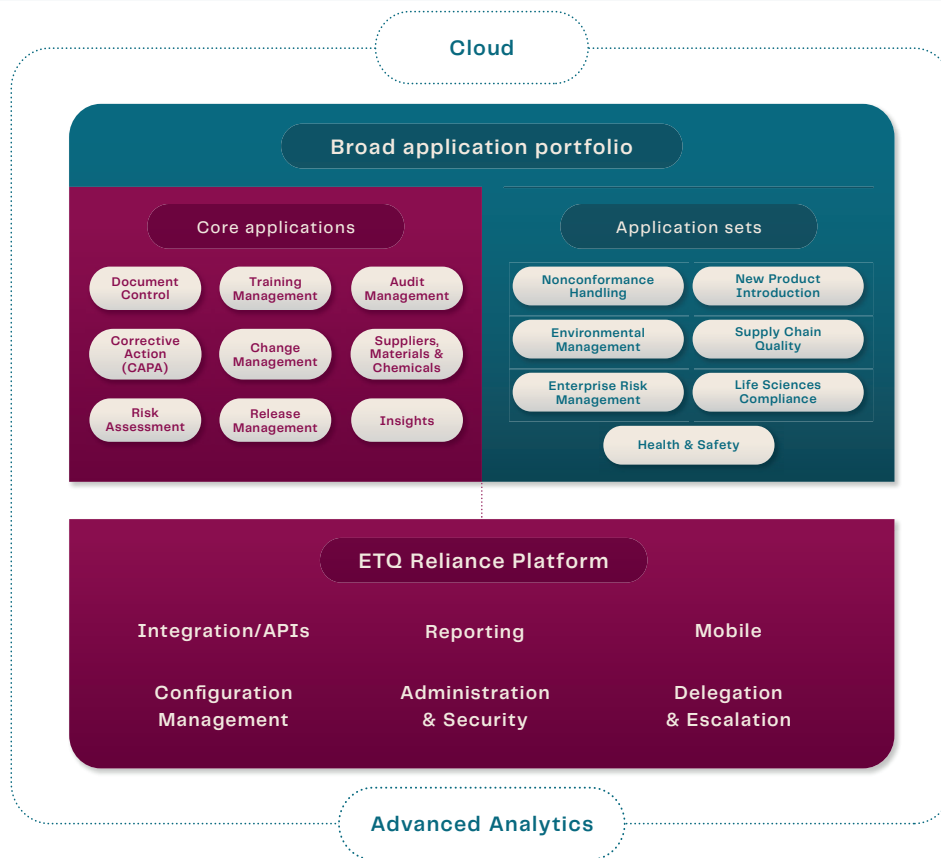 Cloud
Broad application portfolio
Core applications
Document
Control
Training
Management
Audit
Management
Corrective
Action
(CAPA)
Change
Management
Suppliers,
Materials &
Chemicals
Risk
Assessment
Release
Management
Insights
Application sets
Nonconformance
Handling
New Product
Introduction
Environmental
Management
Supply Chain
Quality
Enterprise Risk
Management
Life Sciences
Compliance
Health & Safety
ETQ Reliance Platform
Integration/APIs
Reporting
Mobile
Configuration
Management
Administration
& Security
Delegation
& Escalation
Advanced Analytics